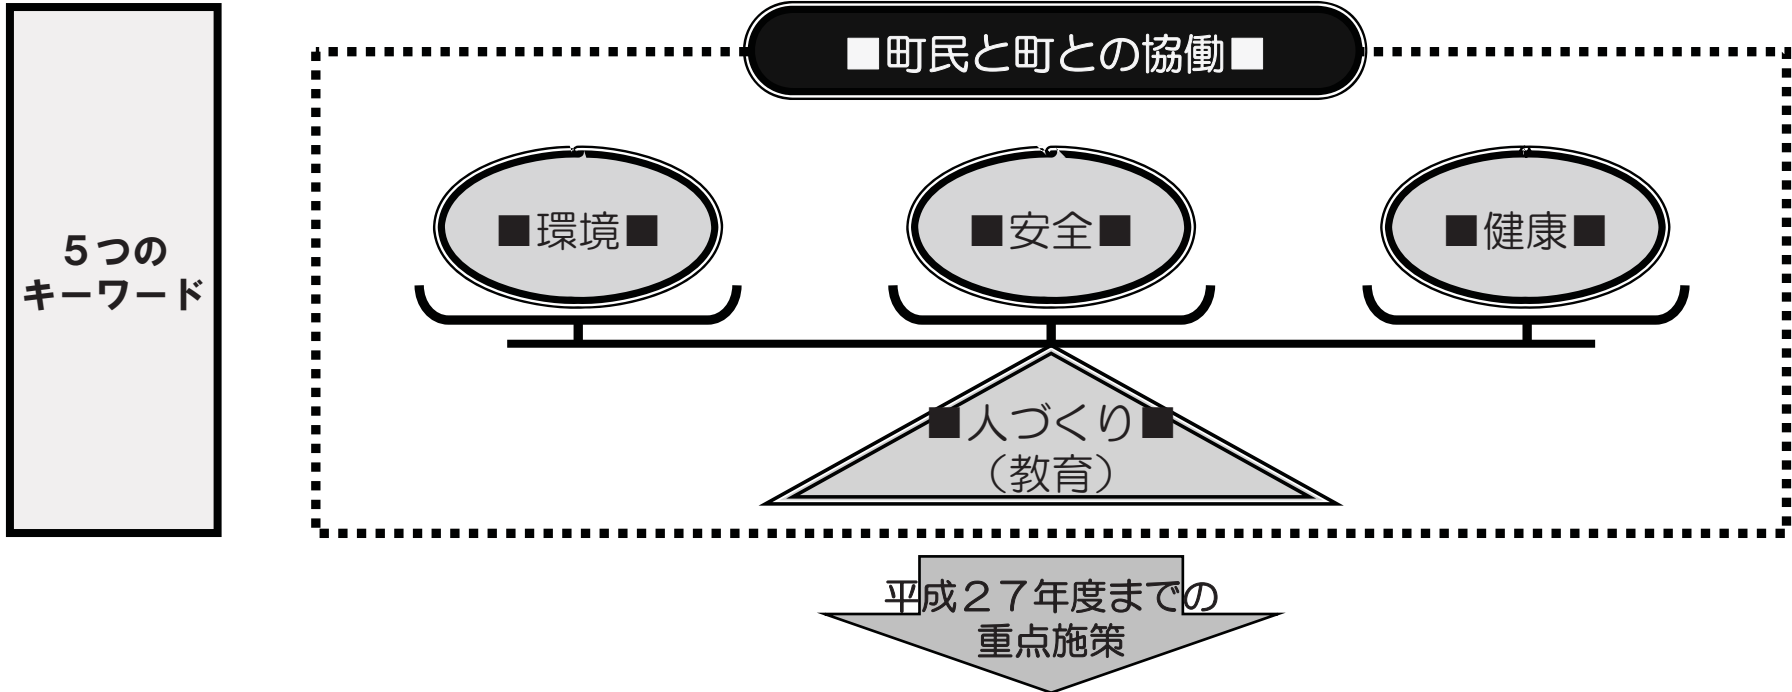 ５つの
キーワード
■町民と町との協働■
■環境■
■安全■
■健康■
■人づくり■
（教育）
平成２７年度までの
重点施策